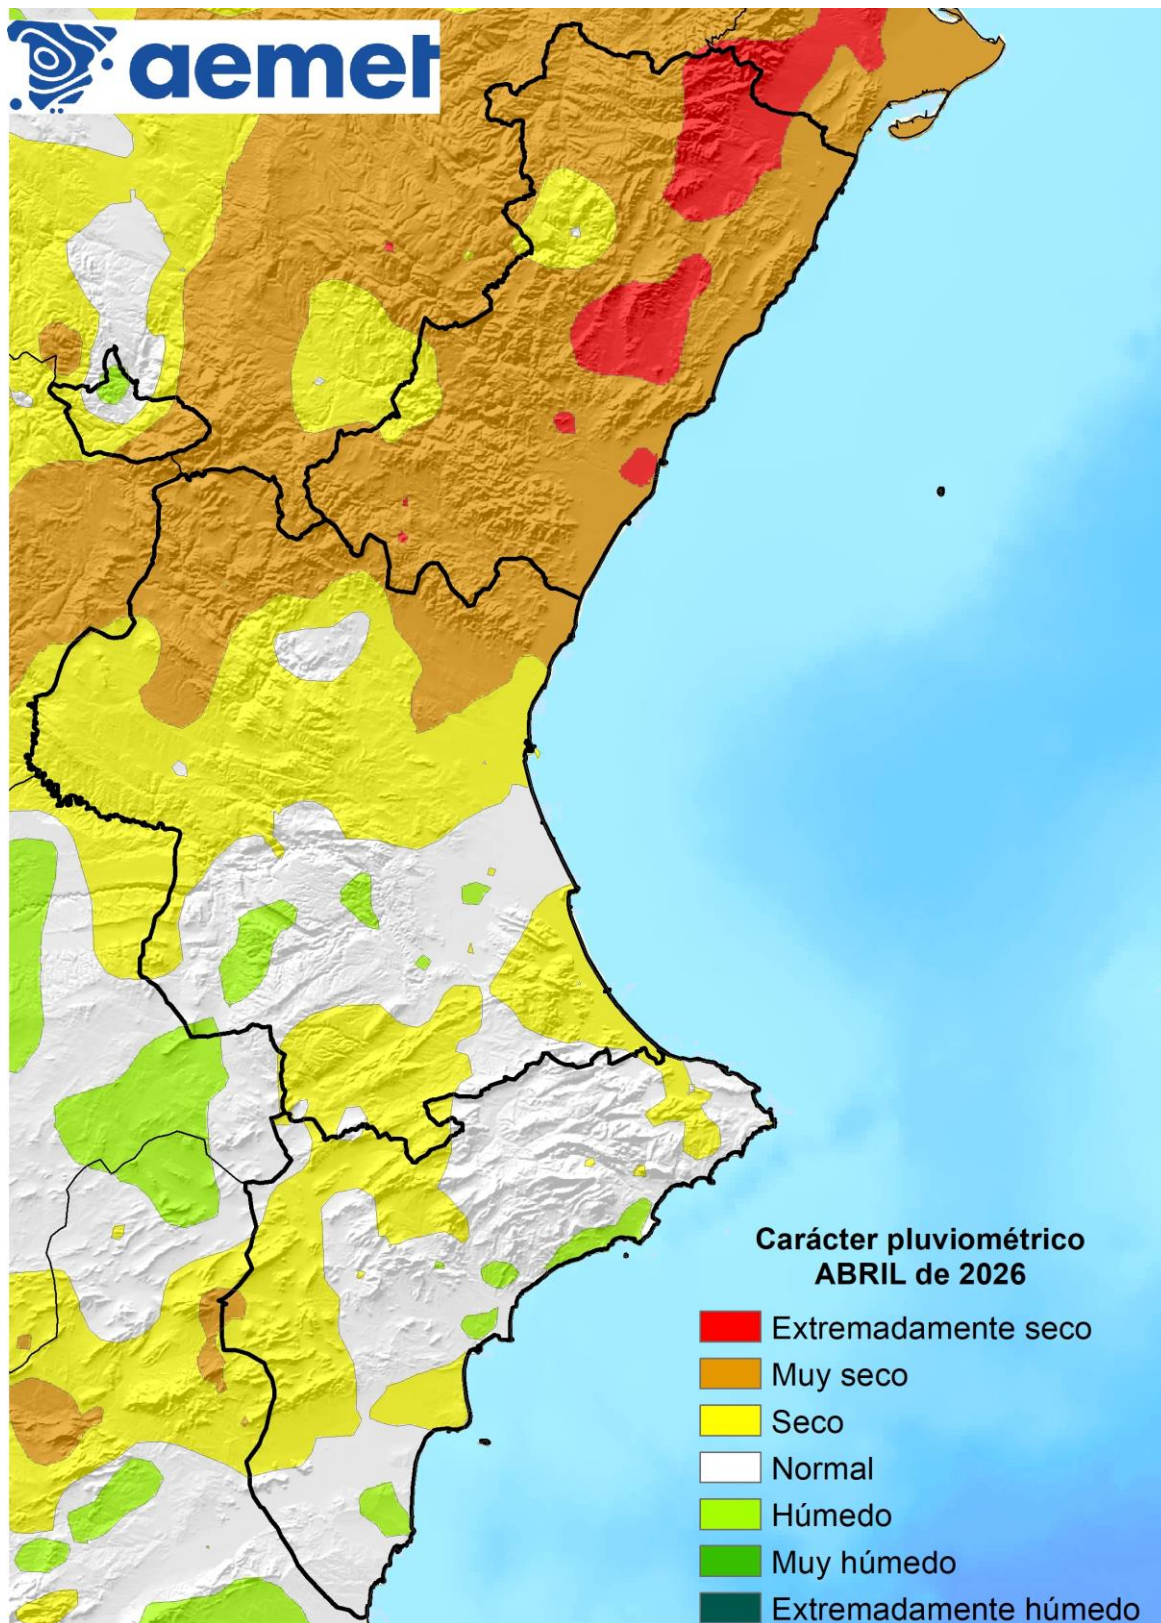 aemet
Carácter pluviométrico
ABRIL de 2026
Extremadamente seco
Muy seco
Seco
Normal
Húmedo
Muy húmedo
Extremadamente húmedo